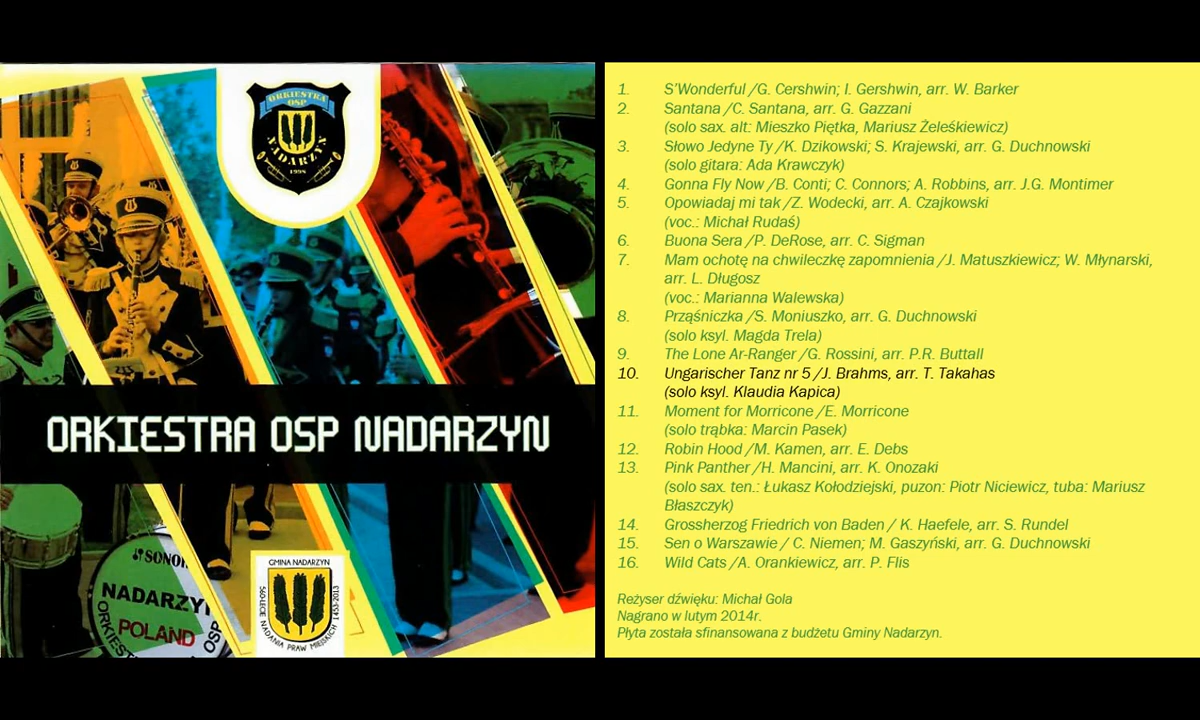 ORKIESTRA
OSP
NADARZYN
1998
ORKIESTRA OSP NADARZYN
SONOR
NADARZY
POLAND
ORKIEST
OSP
GMINA NADARZYN
560-LECIE NADANIA PRAW MIEJSKICH 1453-2013
1. S'Wonderful /G. Cershwin; I. Gershwin, arr. W. Barker
2. Santana /C. Santana, arr. G. Gazzani
(solo sax. alt: Mieszko Piętka, Mariusz Żeleśkiewicz)
3. Słowo Jedyne Ty /K. Dzikowski; S. Krajewski, arr. G. Duchnowski
(solo gitara: Ada Krawczyk)
4. Gonna Fly Now /B. Conti; C. Connors; A. Robbins, arr. J.G. Montimer
5. Opowiadaj mi tak /Z. Wodecki, arr. A. Czajkowski
(voc.: Michał Rudaś)
6. Buona Sera /P. DeRose, arr. C. Sigman
7. Mam ochotę na chwileczkę zapomnienia /J. Matuszkiewicz; W. Młynarski,
arr. L. Długosz
(voc.: Marianna Walewska)
8. Prząśniczka /S. Moniuszko, arr. G. Duchnowski
(solo ksyl. Magda Trela)
9. The Lone Ar-Ranger /G. Rossini, arr. P.R. Buttall
10. Ungarischer Tanz nr 5 /J. Brahms, arr. T. Takahas
(solo ksyl. Klaudia Kapica)
11. Moment for Morricone /E. Morricone
(solo trąbka: Marcin Pasek)
12. Robin Hood /M. Kamen, arr. E. Debs
13. Pink Panther /H. Mancini, arr. K. Onozaki
(solo sax. ten.: Łukasz Kołodziejski, puzon: Piotr Niciewicz, tuba: Mariusz
Błaszczyk)
14. Grossherzog Friedrich von Baden / K. Haefele, arr. S. Rundel
15. Sen o Warszawie / C. Niemen; M. Gaszyński, arr. G. Duchnowski
16. Wild Cats /A. Orankiewicz, arr. P. Flis
Reżyser dźwięku: Michał Gola
Nagrano w lutym 2014r.
Płyta została sfinansowana z budżetu Gminy Nadarzyn.